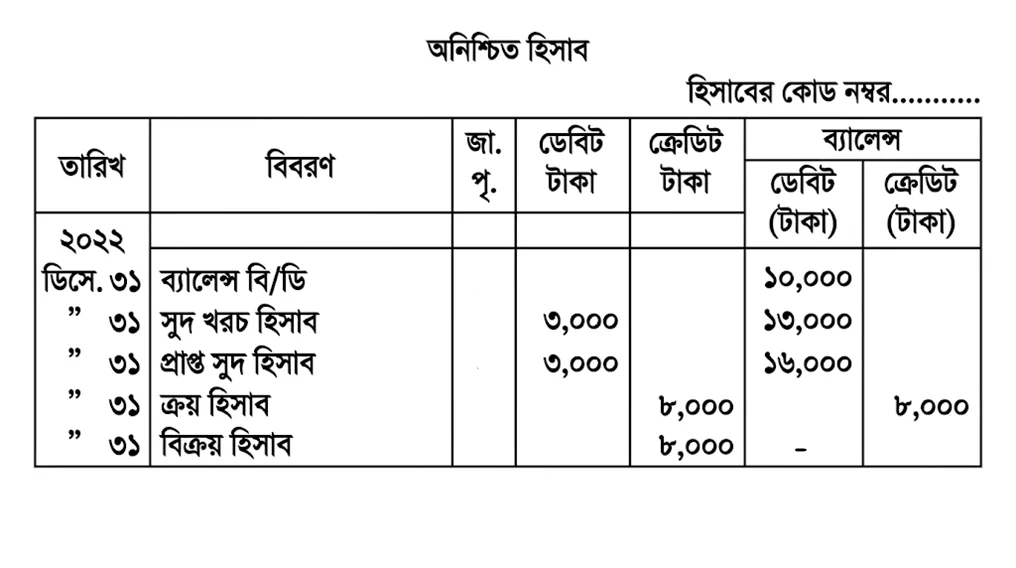 অনিশ্চিত হিসাব
হিসাবের কোড নম্বর...........
তারিখ বিবরণ জা. পৃ. ডেবিট টাকা ক্রেডিট টাকা ব্যালেন্স
ডেবিট (টাকা) ক্রেডিট (টাকা)
২০২২
ডিসে. ৩১ ব্যালেন্স বি/ডি ১০,০০০
” ৩১ সুদ খরচ হিসাব ৩,০০০ ১৩,০০০
” ৩১ প্রাপ্ত সুদ হিসাব ৩,০০০ ১৬,০০০
” ৩১ ক্রয় হিসাব ৮,০০০ ৮,০০০
” ৩১ বিক্রয় হিসাব ৮,০০০ -